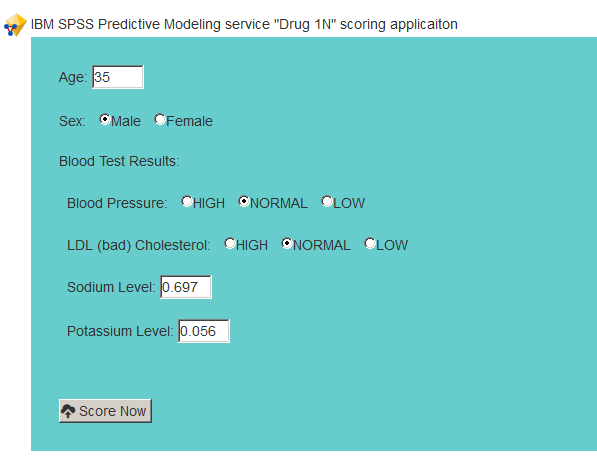 IBM SPSS Predictive Modeling service "Drug 1N" scoring applicaiton
Age: 35
Sex: Male Female
Blood Test Results:
Blood Pressure: HIGH NORMAL LOW
LDL (bad) Cholesterol: HIGH NORMAL LOW
Sodium Level: 0.697
Potassium Level: 0.056
Score Now